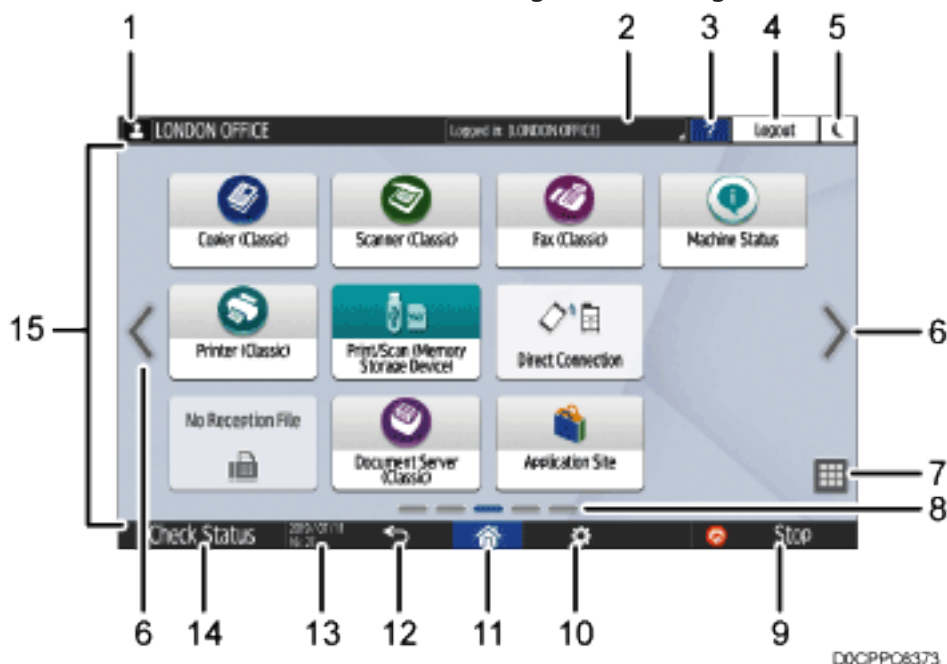 1 2 3 4 5
LONDON OFFICE Logged in: [LONDON OFFICE] ? Logout
Copier (Classic) Scanner (Classic) Fax (Classic) Machine Status
15 6
Printer (Classic) Print/Scan (Memory Storage Device) Direct Connection
No Reception File
Document Server (Classic) Application Site
7
8
Check Status Stop
6 14 13 12 11 10 9
D0CPPC8373